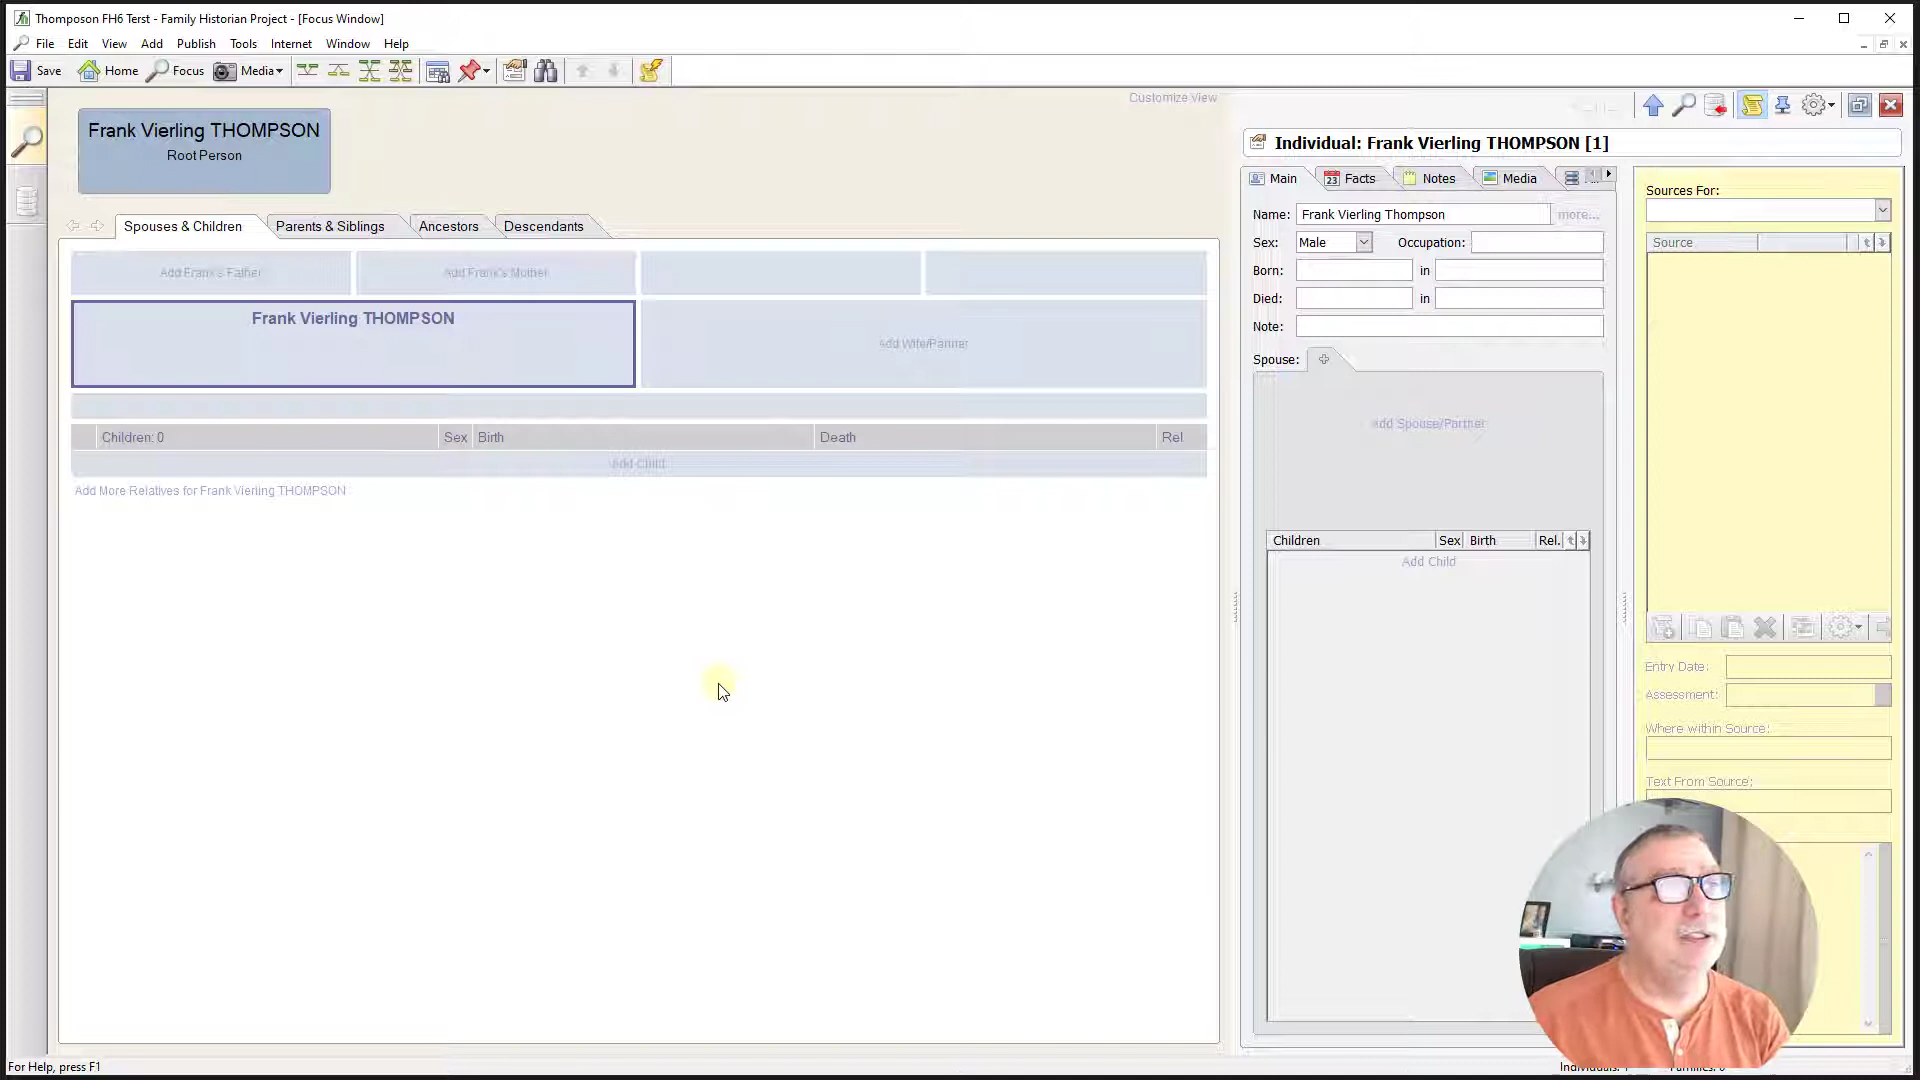 Thomposon FH6 Terst - Family Historian Project - [Focus Window]
File Edit View Add Publish Tools Internet Window Help
Save Home Focus Media
Customize View
Frank Vierling THOMPSON
Root Person
Spouses & Children Parents & Siblings Ancestors Descendants
Add Frank's Father Add Frank's Mother
Frank Vierling THOMPSON
Add Wife/Partner
Children: 0 Sex Birth Death Rel
Add Child
Add More Relatives for Frank Vierling THOMPSON
Individual: Frank Vierling THOMPSON [1]
Main 23 Facts Notes Media
Name: Frank Vierling Thompson more...
Sex: Male Occupation:
Born: in
Died: in
Note:
Spouse:
Add Spouse/Partner
Children Sex Birth Rel.
Add Child
Sources For:
Source
Entry Date:
Assessment:
Where within Source:
Text From Source:
For Help, press F1